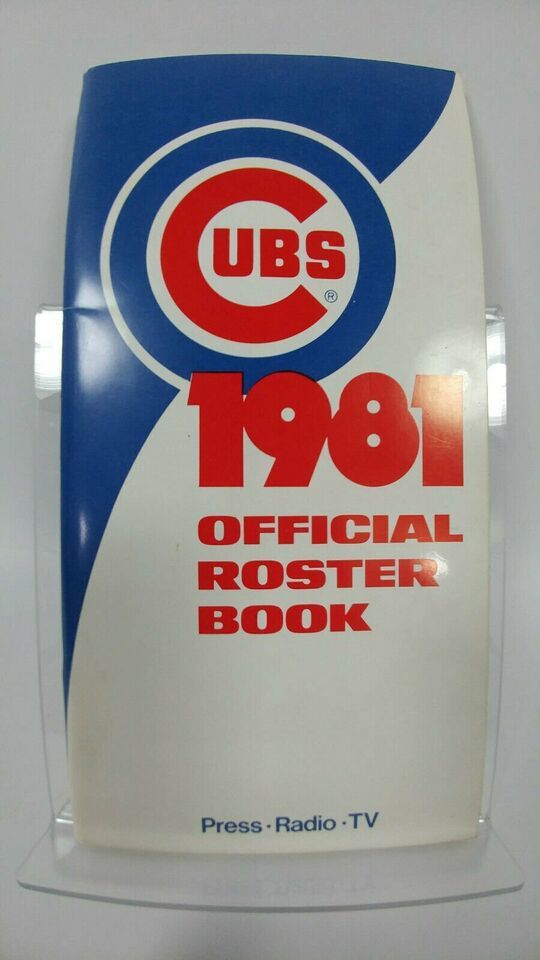 CUBS
®
1981
OFFICIAL
ROSTER
BOOK
Press · Radio · TV